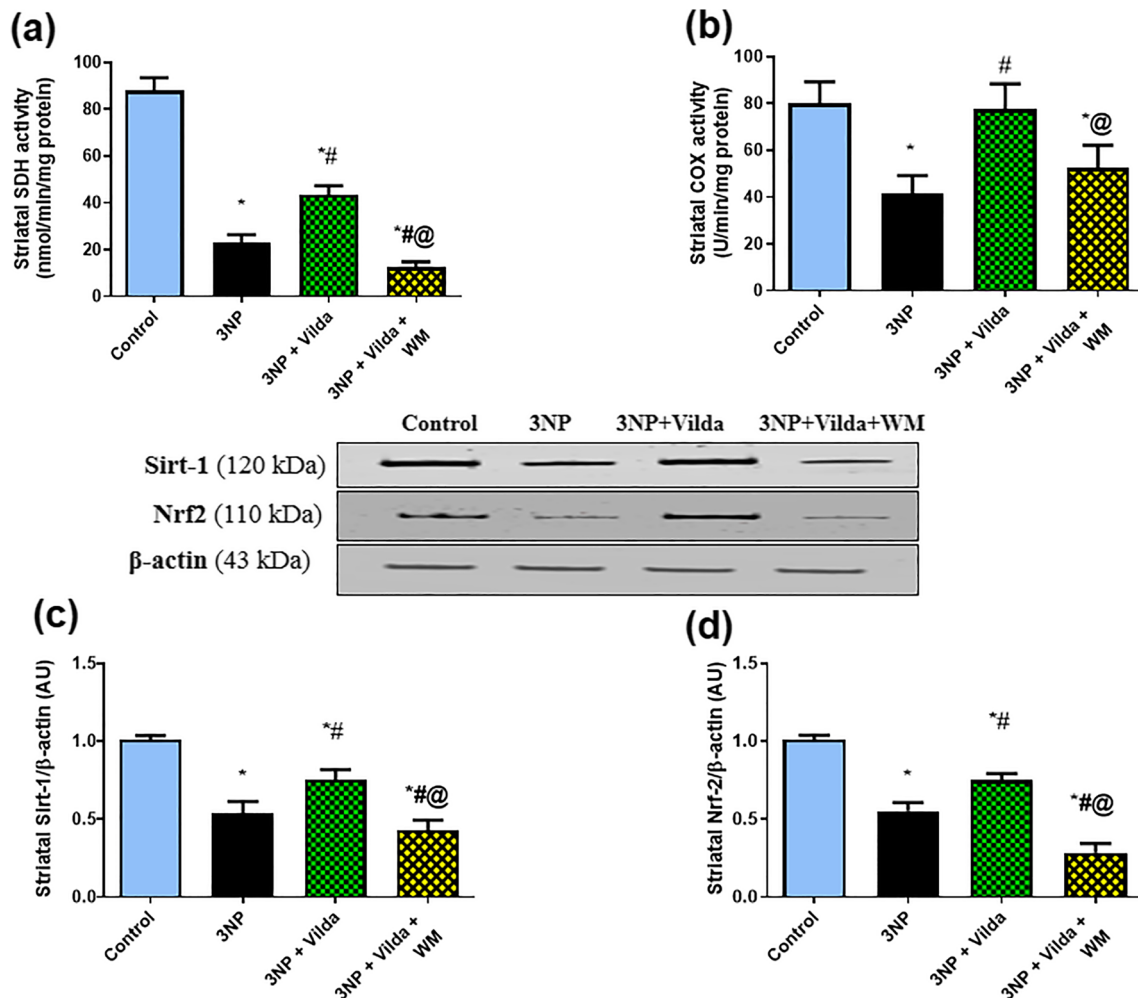 (a)
Striatal SDH activity
(nmol/min/mg protein)
100
80
60
40
20
0
*
*#
*#@
Control
3NP
3NP + Vilda
3NP + Vilda +
WM
(b)
Striatal COX activity
(U/min/mg protein)
100
80
60
40
20
0
*
#
*@
Control
3NP
3NP + Vilda
3NP + Vilda +
WM
Control 3NP 3NP+Vilda 3NP+Vilda+WM
Sirt-1 (120 kDa)
Nrf2 (110 kDa)
β-actin (43 kDa)
(c)
Striatal Sirt-1/β-actin (AU)
1.5
1.0
0.5
0.0
*
*#
*#@
Control
3NP
3NP + Vilda
3NP + Vilda +
WM
(d)
Striatal Nrf-2/β-actin (AU)
1.5
1.0
0.5
0.0
*
*#
*#@
Control
3NP
3NP + Vilda
3NP + Vilda +
WM